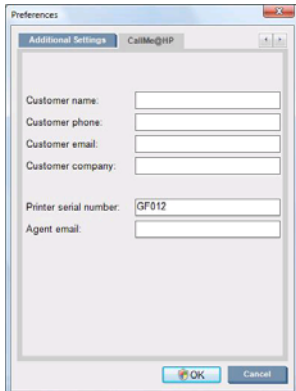 Preferences
Additional Settings CallMe@HP
Customer name:
Customer phone:
Customer email:
Customer company:
Printer serial number: GF012
Agent email:
OK Cancel